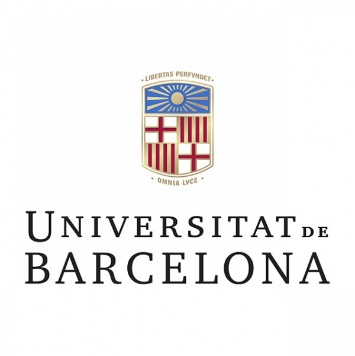 · LIBERTAS PERFVNDET ·
· OMNIA LVCE ·
UNIVERSITAT DE
BARCELONA